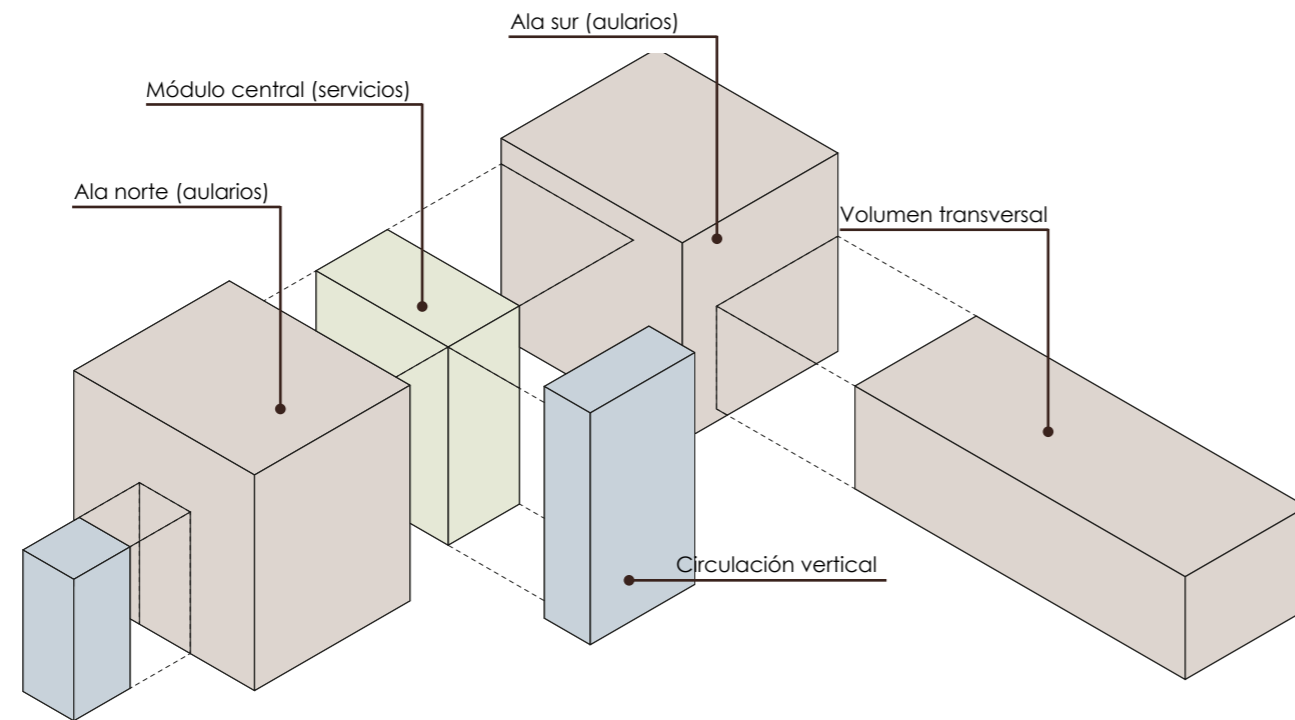 Ala sur (aularios)
Módulo central (servicios)
Ala norte (aularios)
Volumen transversal
Circulación vertical